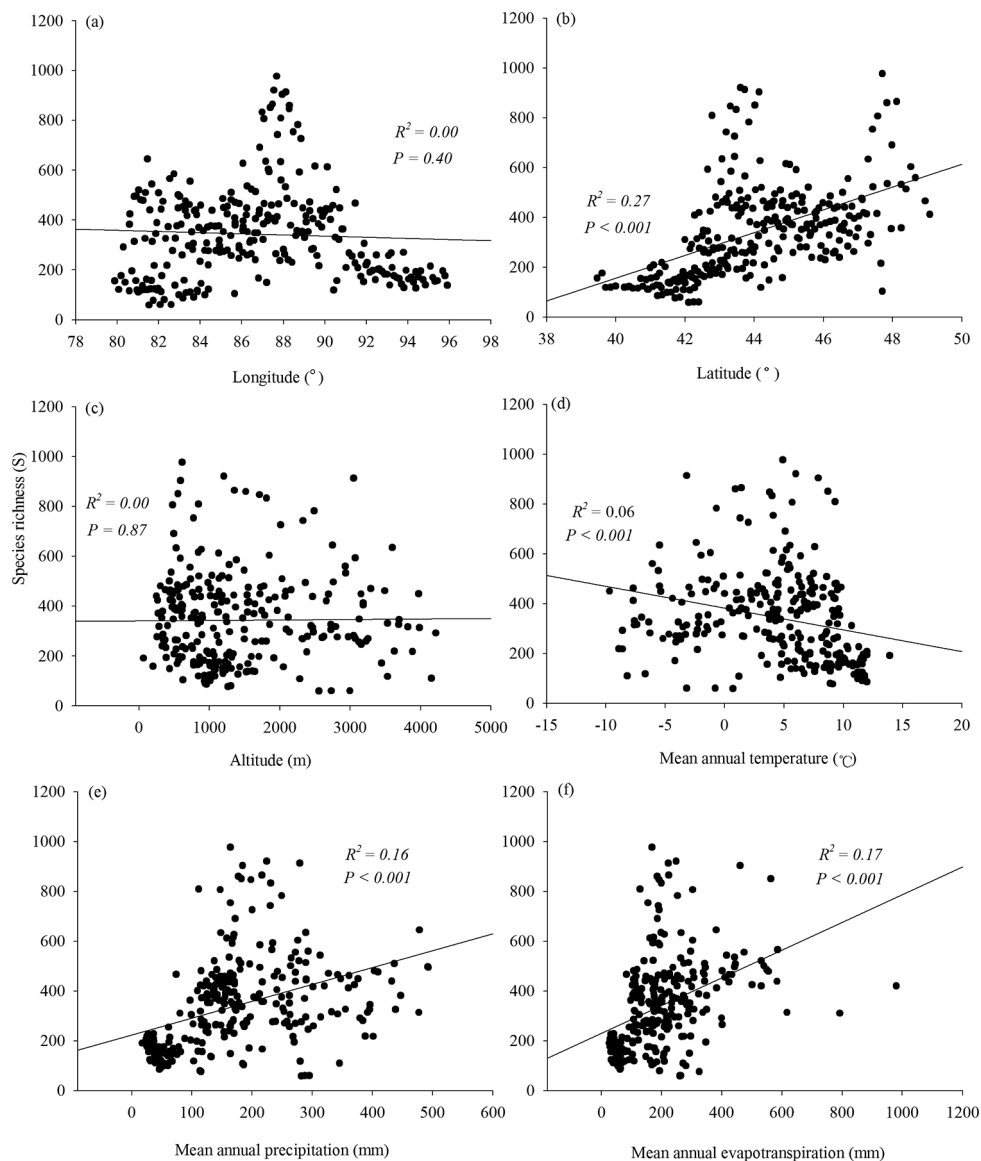 (a)
R² = 0.00
P = 0.40
1200
1000
800
600
400
200
0
78 80 82 84 86 88 90 92 94 96 98
Longitude (°)
(b)
R² = 0.27
P < 0.001
1200
1000
800
600
400
200
0
38 40 42 44 46 48 50
Latitude (°)
Species richness (S)
(c)
R² = 0.00
P = 0.87
1200
1000
800
600
400
200
0
0 1000 2000 3000 4000 5000
Altitude (m)
(d)
R² = 0.06
P < 0.001
1200
1000
800
600
400
200
0
-15 -10 -5 0 5 10 15 20
Mean annual temperature (℃)
(e)
R² = 0.16
P < 0.001
1200
1000
800
600
400
200
0
0 100 200 300 400 500 600
Mean annual precipitation (mm)
(f)
R² = 0.17
P < 0.001
1200
1000
800
600
400
200
0
0 200 400 600 800 1000 1200
Mean annual evapotranspiration (mm)